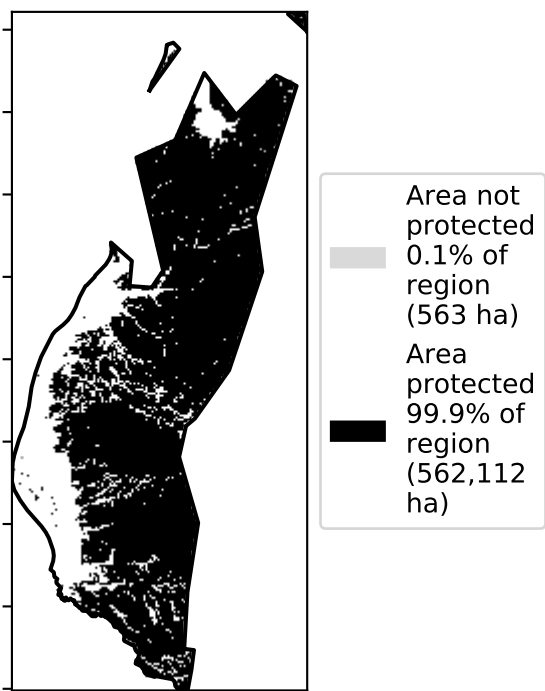 Area not
protected
0.1% of
region
(563 ha)
Area
protected
99.9% of
region
(562,112
ha)